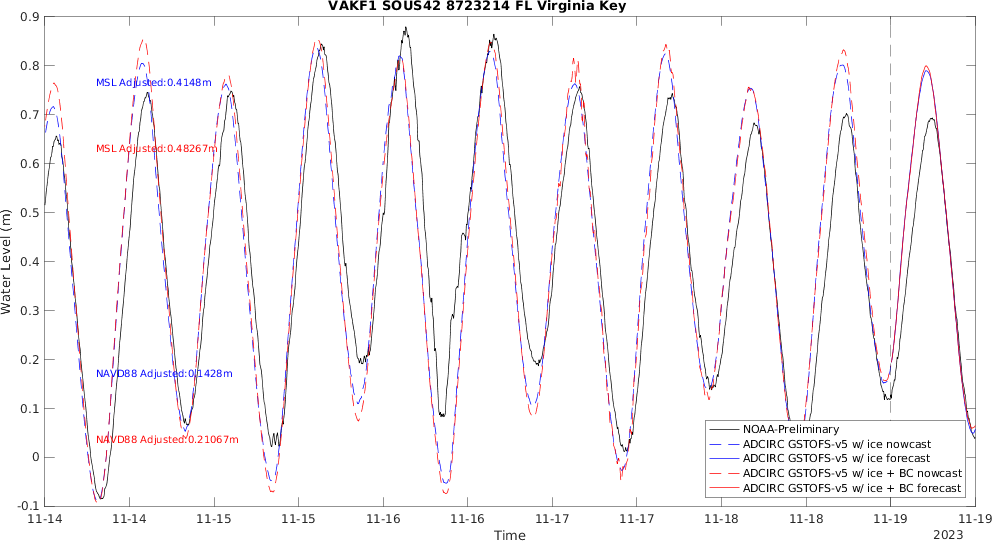 VAKF1 SOUS42 8723214 FL Virginia Key
0.9
0.8
0.7
0.6
0.5
0.4
0.3
0.2
0.1
0
-0.1
Water Level (m)
MSL Adjusted:0.4148m
MSL Adjusted:0.48267m
NAVD88 Adjusted:0.1428m
NAVD88 Adjusted:0.21067m
NOAA-Preliminary
ADCIRC GSTOFS-v5 w/ ice nowcast
ADCIRC GSTOFS-v5 w/ ice forecast
ADCIRC GSTOFS-v5 w/ ice + BC nowcast
ADCIRC GSTOFS-v5 w/ ice + BC forecast
11-14 11-14 11-15 11-15 11-16 11-16 11-17 11-17 11-18 11-18 11-19 11-19
Time
2023